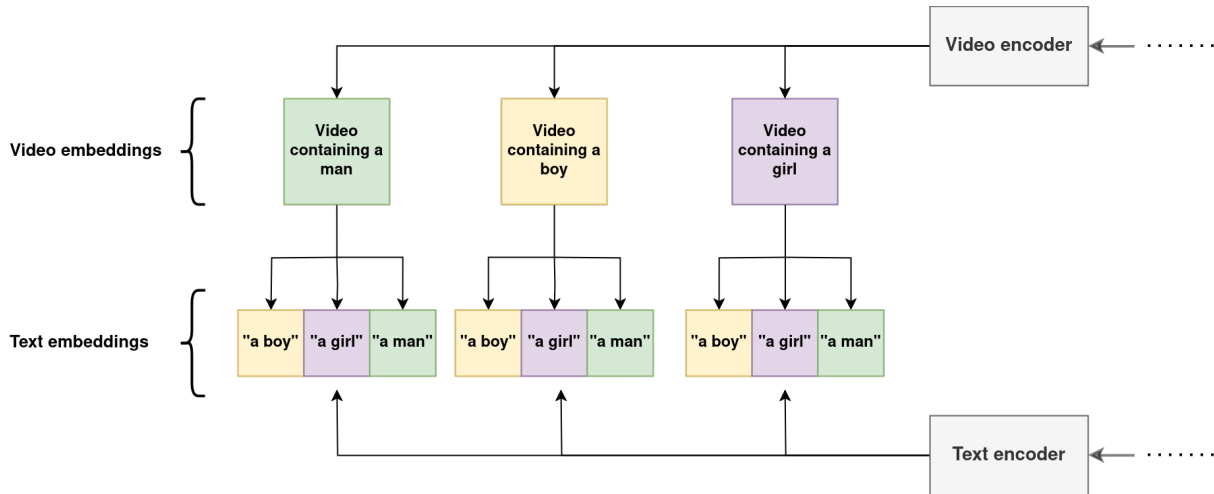 Video encoder
Video embeddings
Video
containing a
man
Video
containing a
boy
Video
containing a
girl
Text embeddings
"a boy" "a girl" "a man"
"a boy" "a girl" "a man"
"a boy" "a girl" "a man"
Text encoder